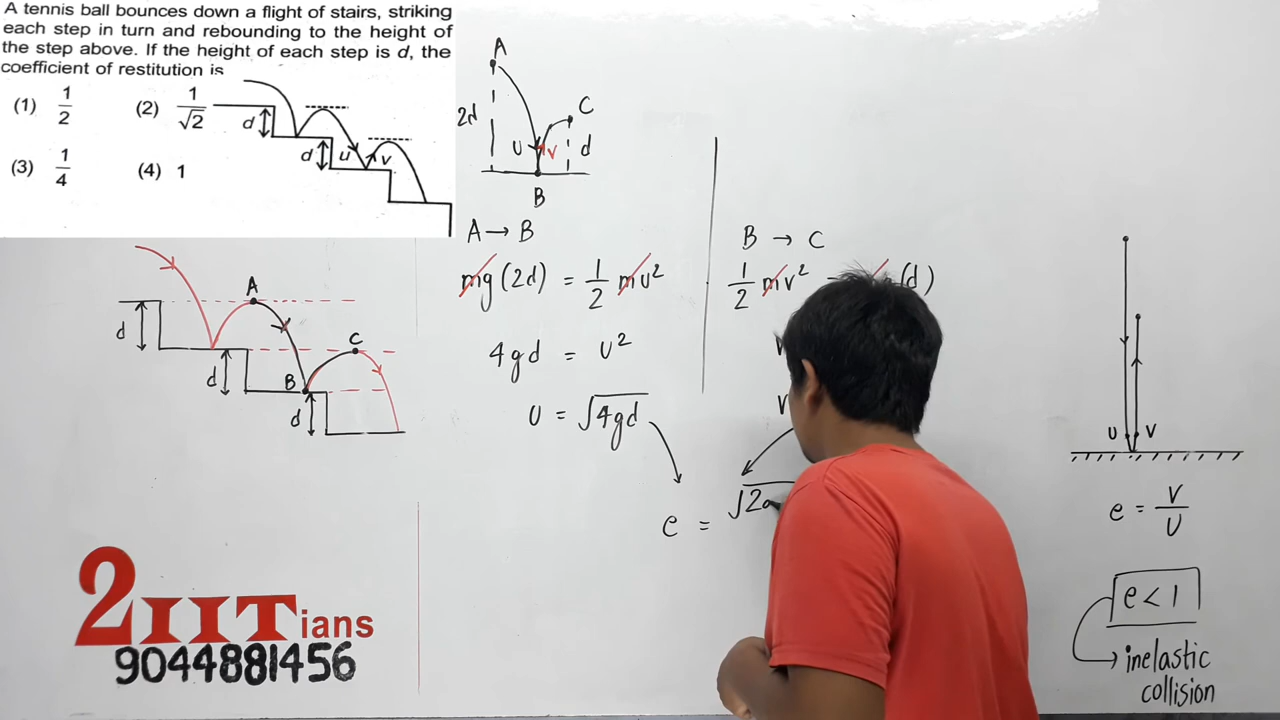 A tennis ball bounces down a flight of stairs, striking
each step in turn and rebounding to the height of
the step above. If the height of each step is d, the
coefficient of restitution is
(1) 1/2 (2) 1/√2
(3) 1/4 (4) 1
d
d u v
A
2d
C
U v d
B
A → B
mg(2d) = 1/2 mu²
4gd = U²
U = √4gd
B → C
1/2 mv² (d)
V
V
e = √2
A
d
C
d
B
d
U V
e = V/U
e < 1
→ inelastic
collision
2IITians
9044881456